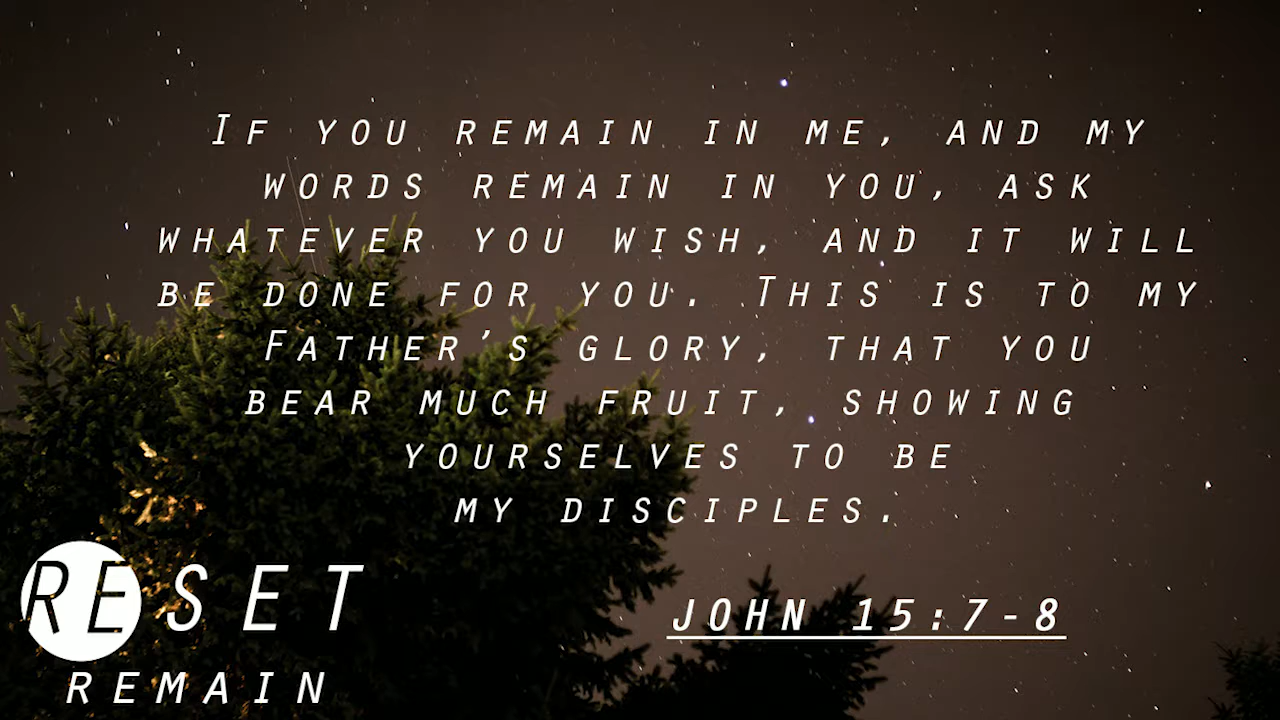 If you remain in me, and my
words remain in you, ask
whatever you wish, and it will
be done for you. This is to my
Father’s glory, that you
bear much fruit, showing
yourselves to be
my disciples.
JOHN 15:7-8
RESET
REMAIN